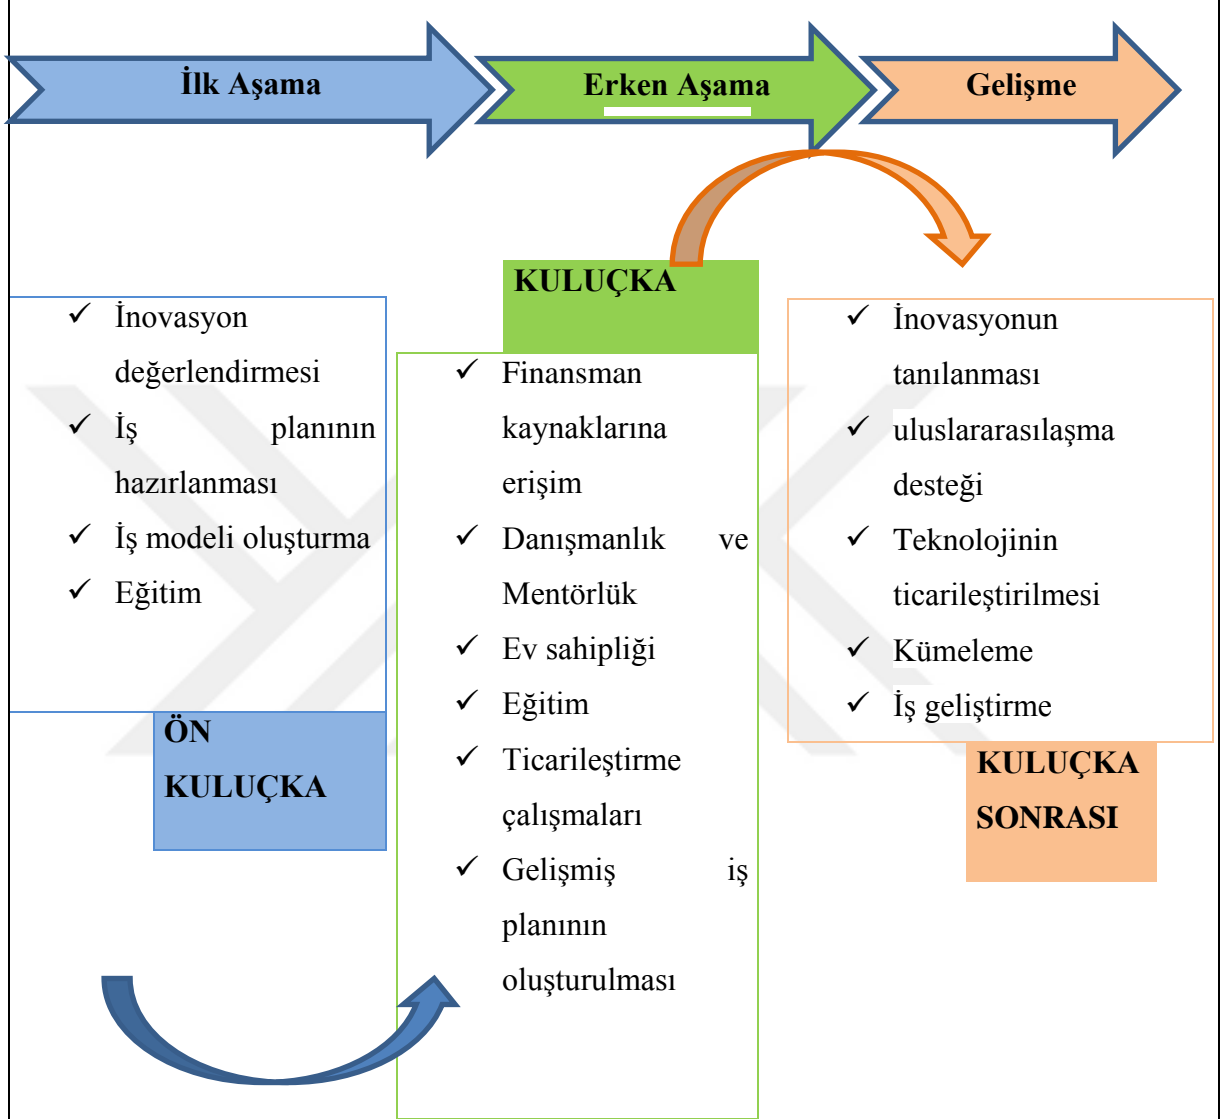 İlk Aşama
Erken Aşama
Gelişme
İnovasyon
değerlendirmesi
İş planının
hazırlanması
İş modeli oluşturma
Eğitim
ÖN
KULUÇKA
KULUÇKA
Finansman
kaynaklarına
erişim
Danışmanlık ve
Mentörlük
Ev sahipliği
Eğitim
Ticarileştirme
çalışmaları
Gelişmiş iş
planının
oluşturulması
İnovasyonun
tanılanması
uluslararasılaşma
desteği
Teknolojinin
ticarileştirilmesi
Kümeleme
İş geliştirme
KULUÇKA
SONRASI